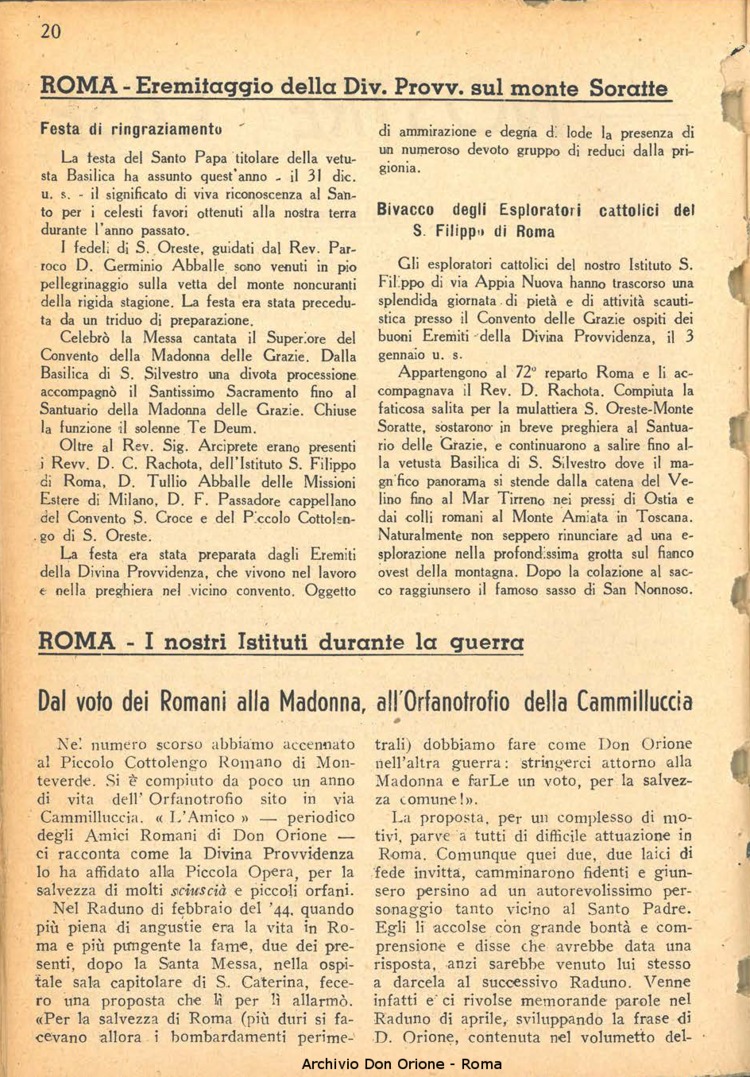 20
ROMA - Eremitaggio della Div. Provv. sul monte Soratte
Festa di ringraziamento
La festa del Santo Papa titolare della vetu-
sta Basilica ha assunto quest'anno - il 31 dic.
u. s. - il significato di viva riconoscenza al San-
to per i celesti favori ottenuti alla nostra terra
durante l'anno passato.
I fedeli di S. Oreste, guidati dal Rev. Par-
roco D. Germinio Abballe sono venuti in pio
pellegrinaggio sulla vetta del monte noncuranti
della rigida stagione. La festa era stata precedu-
ta da un triduo di preparazione.
Celebrò la Messa cantata il Superiore del
Convento della Madonna delle Grazie. Dalla
Basilica di S. Silvestro una divota processione
accompagnò il Santissimo Sacramento fino al
Santuario della Madonna delle Grazie. Chiuse
la funzione il solenne Te Deum.
Oltre al Rev. Sig. Arciprete erano presenti
i Revv. D. C. Rachota, dell'Istituto S. Filippo
di Roma, D. Tullio Abballe delle Missioni
Estere di Milano, D. F. Passadore cappellano
del Convento S. Croce e del Piccolo Cottolen-
go di S. Oreste.
La festa era stata preparata dagli Eremiti
della Divina Provvidenza, che vivono nel lavoro
e nella preghiera nel vicino convento. Oggetto
di ammirazione e degna di lode la presenza di
un numeroso devoto gruppo di reduci dalla pri-
gionia.
Bivacco degli Esploratori cattolici del
S. Filippo di Roma
Gli esploratori cattolici del nostro Istituto S.
Filippo di via Appia Nuova hanno trascorso una
splendida giornata di pietà e di attività scauti-
stica presso il Convento delle Grazie ospiti dei
buoni Eremiti della Divina Provvidenza, il 3
gennaio u. s.
Appartengono al 72° reparto Roma e li ac-
compagnava il Rev. D. Rachota. Compiuta la
faticosa salita per la mulattiera S. Oreste-Monte
Soratte, sostarono in breve preghiera al Santua-
rio delle Grazie, e continuarono a salire fino al-
la vetusta Basilica di S. Silvestro dove il ma-
gnifico panorama si stende dalla catena del Ve-
lino fino al Mar Tirreno nei pressi di Ostia e
dai colli romani al Monte Amiata in Toscana.
Naturalmente non seppero rinunciare ad una e-
splorazione nella profondissima grotta sul fianco
ovest della montagna. Dopo la colazione al sac-
co raggiunsero il famoso sasso di San Nonnoso.
ROMA - I nostri Istituti durante la guerra
Dal voto dei Romani alla Madonna, all'Orfanotrofio della Cammilluccia
Nel numero scorso abbiamo accennato
al Piccolo Cottolengo Romano di Mon-
teverde. Si è compiuto da poco un anno
di vita dell' Orfanotrofio sito in via
Cammilluccia. « L'Amico » — periodico
degli Amici Romani di Don Orione —
ci racconta come la Divina Provvidenza
lo ha affidato alla Piccola Opera, per la
salvezza di molti sciuscià e piccoli orfani.
Nel Raduno di febbraio del '44, quando
più piena di angustie era la vita in Ro-
ma e più pungente la fame, due dei pre-
senti, dopo la Santa Messa, nella ospi-
tale sala capitolare di S. Caterina, fece-
ro una proposta che lì per lì allarmò.
«Per la salvezza di Roma (più duri si fa-
cevano allora i bombardamenti perime-
trali) dobbiamo fare come Don Orione
nell'altra guerra: stringerci attorno alla
Madonna e farLe un voto, per la salvez-
za comune!».
La proposta, per un complesso di mo-
tivi, parve a tutti di difficile attuazione in
Roma. Comunque quei due, due laici di
fede invitta, camminarono fidenti e giun-
sero persino ad un autorevolissimo per-
sonaggio tanto vicino al Santo Padre.
Egli li accolse con grande bontà e com-
prensione e disse che avrebbe data una
risposta, anzi sarebbe venuto lui stesso
a darcela al successivo Raduno. Venne
infatti e ci rivolse memorande parole nel
Raduno di aprile, sviluppando la frase di
D. Orione, contenuta nel volumetto del-
Archivio Don Orione - Roma